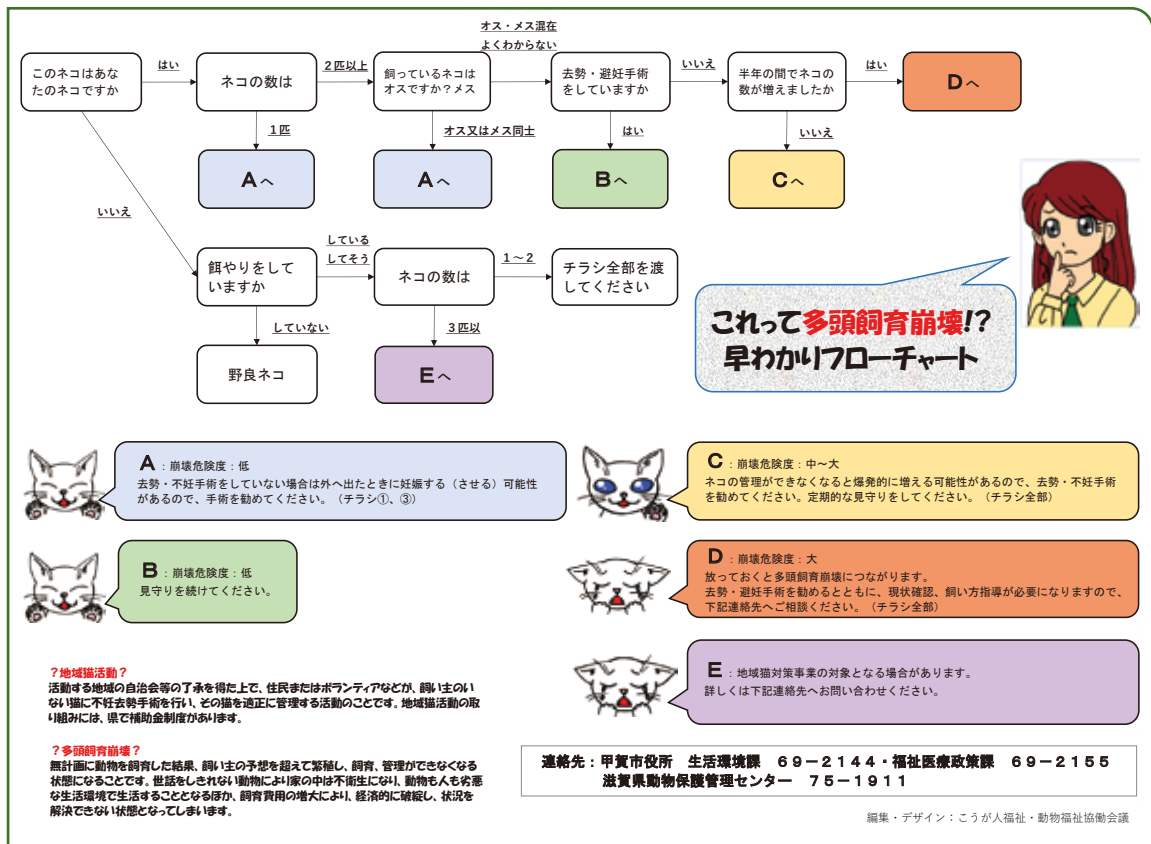 オス・メス混在
よくわからない
このネコはあな
たのネコですか
はい
ネコの数は
2匹以上
飼っているネコは
オスですか?メス
去勢・避妊手術
をしていますか
いいえ
半年の間でネコの
数が増えましたか
はい
Dへ
1匹
オス又はメス同士
はい
いいえ
Aへ
Aへ
Bへ
Cへ
いいえ
餌やりをして
いますか
している
してそう
ネコの数は
1~2
チラシ全部を渡
してください
していない
3匹以
野良ネコ
Eへ
これって多頭飼育崩壊!?
早わかりフローチャート
A:崩壊危険度:低
去勢・不妊手術をしていない場合は外へ出たときに妊娠する(させる)可能性
があるので、手術を勧めてください。(チラシ①、③)
C:崩壊危険度:中~大
ネコの管理ができなくなると爆発的に増える可能性があるので、去勢・不妊手術
を勧めてください。定期的な見守りをしてください。(チラシ全部)
B:崩壊危険度:低
見守りを続けてください。
D:崩壊危険度:大
放っておくと多頭飼育崩壊につながります。
去勢・避妊手術を勧めるとともに、現状確認、飼い方指導が必要になりますので、
下記連絡先へご相談ください。(チラシ全部)
E:地域猫対策事業の対象となる場合があります。
詳しくは下記連絡先へお問い合わせください。
?地域猫活動?
活動する地域の自治会等の了承を得た上で、住民またはボランティアなどが、飼い主のい
ない猫に不妊去勢手術を行い、その猫を適正に管理する活動のことです。地域猫活動の取
り組みには、県で補助金制度があります。
?多頭飼育崩壊?
無計画に動物を飼育した結果、飼い主の予想を超えて繁殖し、飼育、管理ができなくなる
状態になることです。世話をしきれない動物により家の中は不衛生になり、動物も人も劣悪
な生活環境で生活することとなるほか、飼育費用の増大により、経済的に破綻し、状況を
解決できない状態となってしまいます。
連絡先:甲賀市役所 生活環境課 69-2144・福祉医療政策課 69-2155
滋賀県動物保護管理センター 75-1911
編集・デザイン:こうが人福祉・動物福祉協働会議